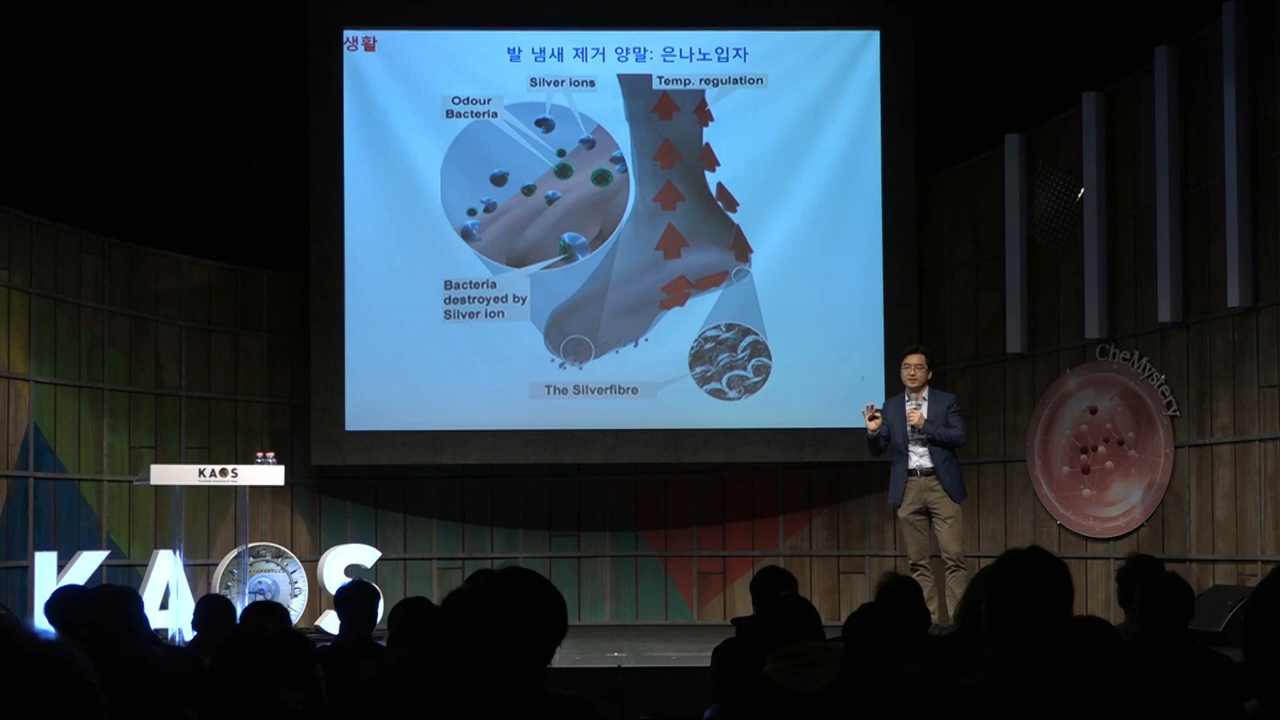 생활
발 냄새 제거 양말: 은나노입자
Silver ions
Temp. regulation
Odour
Bacteria
Bacteria
destroyed by
Silver ion
The Silverfibre
CheMystery
KAOS
KAOS